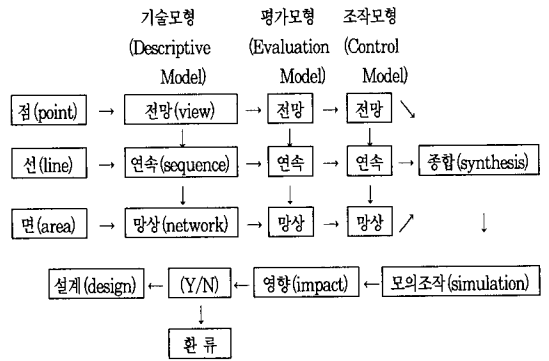 기술모형 평가모형 조작모형
(Descriptive (Evaluation (Control
Model) Model) Model)
점(point) → 전망(view) → 전망 → 전망 ↘
↓ ↓ ↓
선(line) → 연속(sequence) → 연속 → 연속 → 종합(synthesis)
↓ ↓ ↓
면(area) → 망상(network) → 망상 → 망상 ↗ ↓
설계(design) ← (Y/N) ← 영향(impact) ← 모의조작(simulation)
↓
환 류